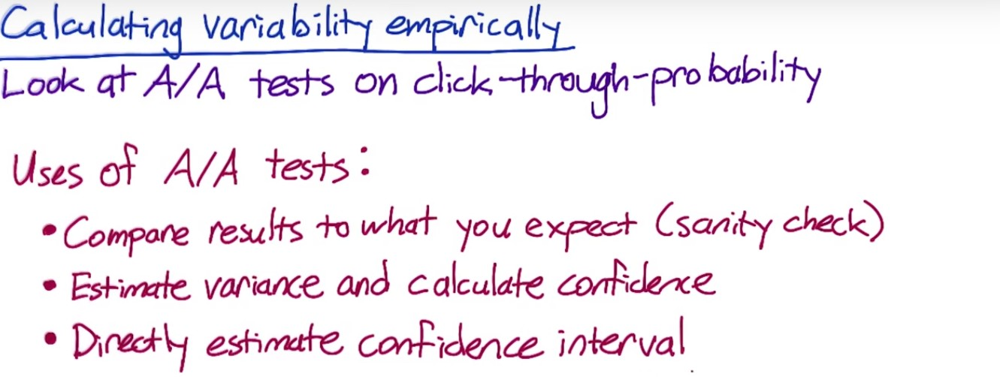 Calculating variability empirically
Look at A/A tests on click-through-probability
Uses of A/A tests:
• Compare results to what you expect (sanity check)
• Estimate variance and calculate confidence
• Directly estimate confidence interval